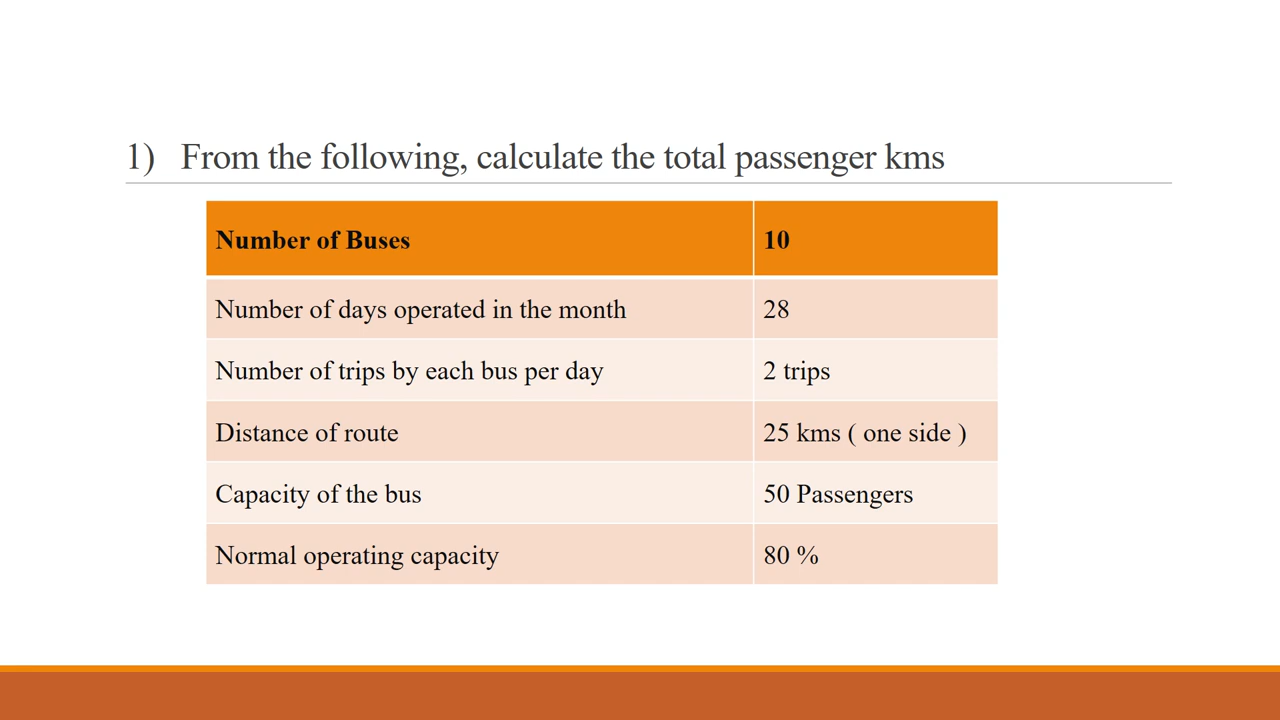 1) From the following, calculate the total passenger kms
Number of Buses 10
Number of days operated in the month 28
Number of trips by each bus per day 2 trips
Distance of route 25 kms ( one side )
Capacity of the bus 50 Passengers
Normal operating capacity 80 %